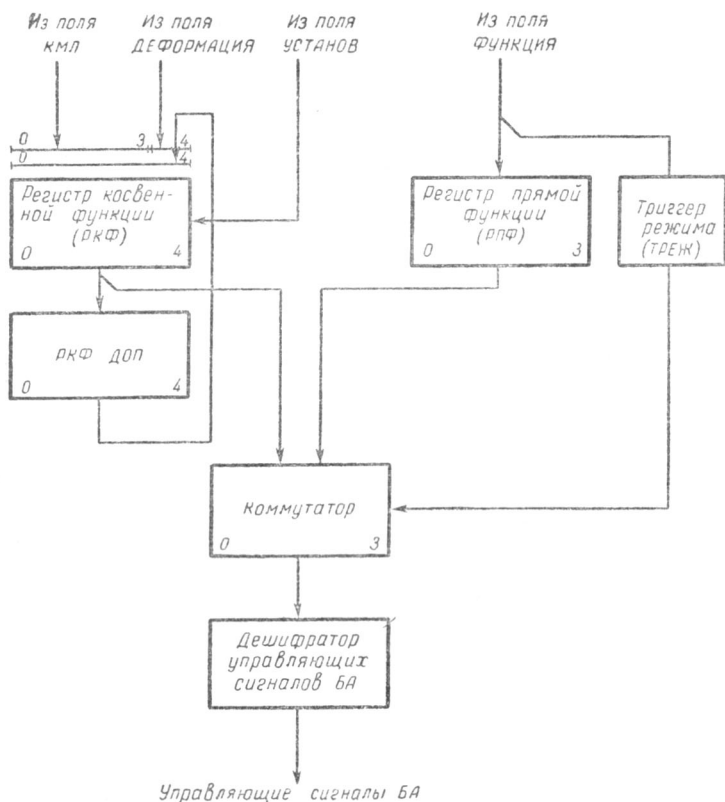 Из поля
КМП
Из поля
ДЕФОРМАЦИЯ
Из поля
УСТАНОВ
Из поля
ФУНКЦИЯ
0 3 4
0 4
Регистр косвен-
ной функции
(РКФ)
0 4
Регистр прямой
функции
(РПФ)
0 3
Триггер
режима
(ТРЕЖ)
РКФ ДОП
0 4
Коммутатор
0 3
Дешифратор
управляющих
сигналов БА
Управляющие сигналы БА